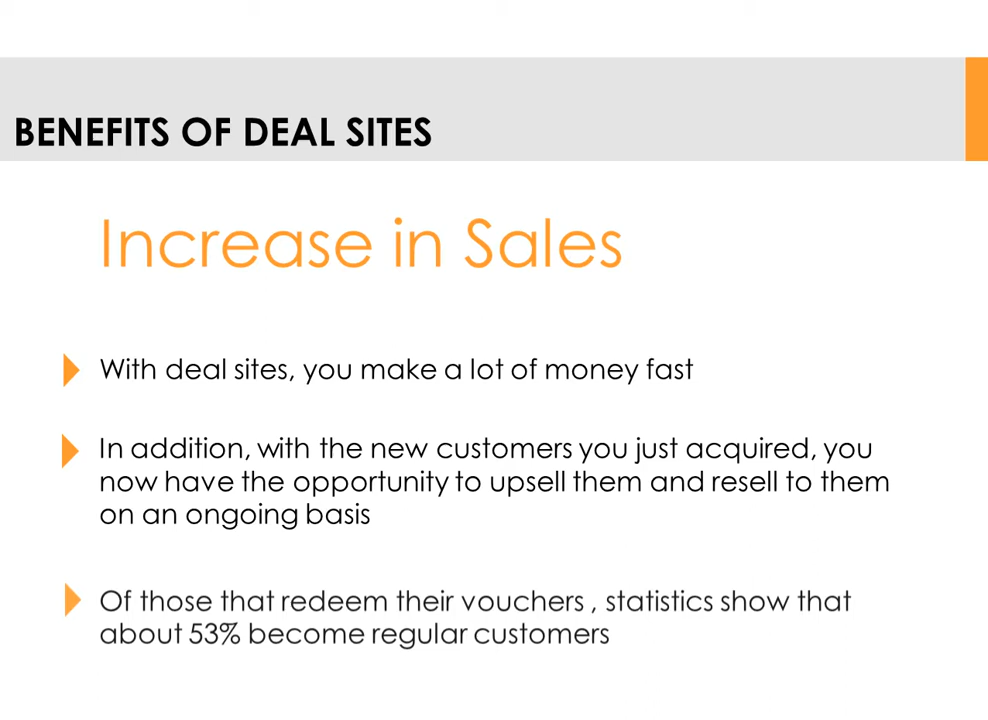 BENEFITS OF DEAL SITES
Increase in Sales
With deal sites, you make a lot of money fast
In addition, with the new customers you just acquired, you
now have the opportunity to upsell them and resell to them
on an ongoing basis
Of those that redeem their vouchers , statistics show that
about 53% become regular customers